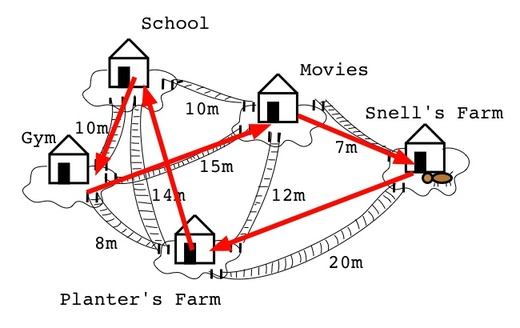 School
Movies
10m
Snell's Farm
Gym
10m
7m
15m
14m
12m
8m
20m
Planter's Farm